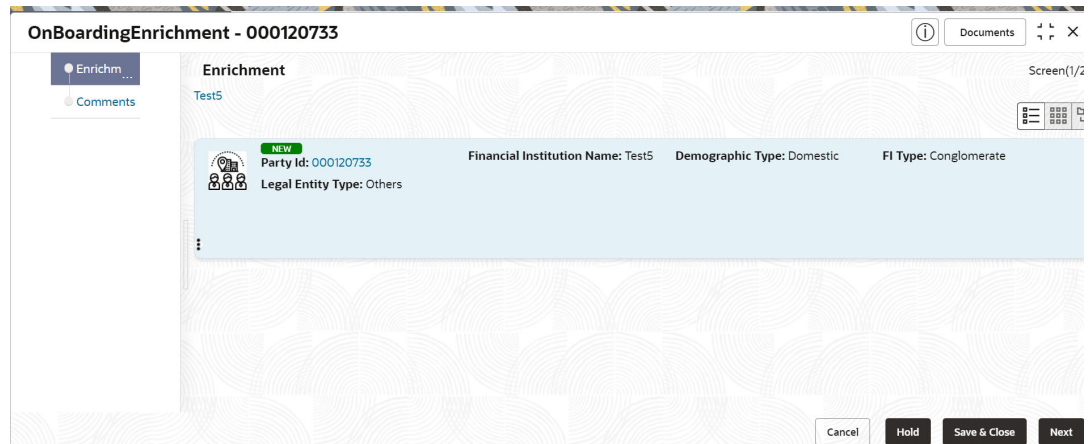 OnBoardingEnrichment - 000120733
Documents
Enrichm ...
Comments
Enrichment
Screen(1/2
Test5
NEW
Party Id: 000120733
Financial Institution Name: Test5
Demographic Type: Domestic
FI Type: Conglomerate
Legal Entity Type: Others
Cancel
Hold
Save & Close
Next